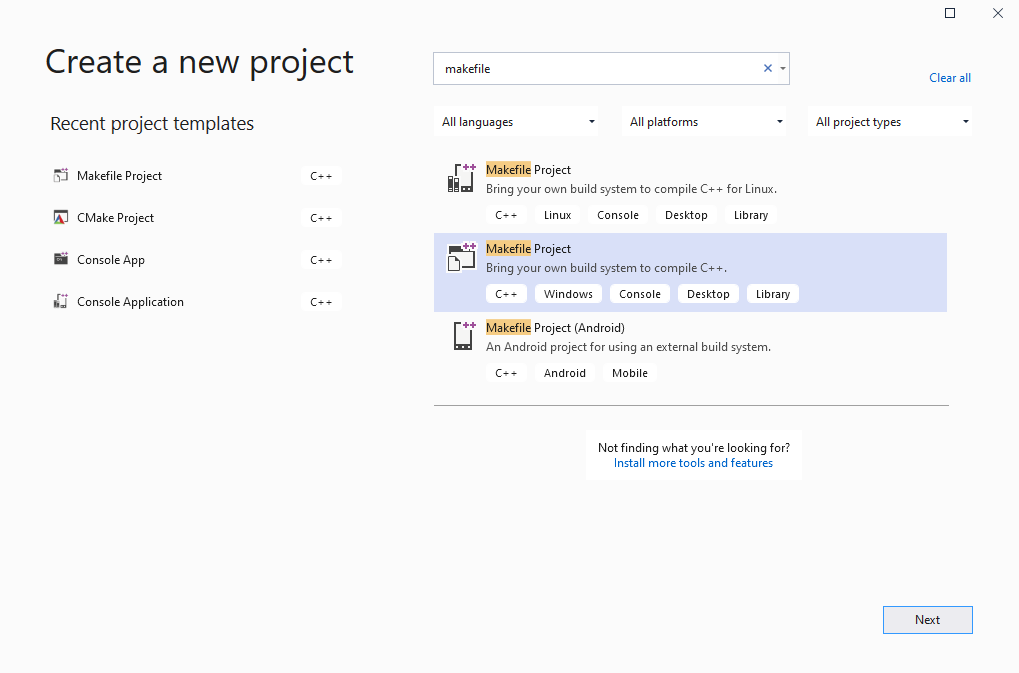 Create a new project
makefile
Clear all
Recent project templates
All languages
All platforms
All project types
Makefile Project C++
CMake Project C++
Console App C++
Console Application C++
Makefile Project
Bring your own build system to compile C++ for Linux.
C++ Linux Console Desktop Library
Makefile Project
Bring your own build system to compile C++.
C++ Windows Console Desktop Library
Makefile Project (Android)
An Android project for using an external build system.
C++ Android Mobile
Not finding what you're looking for?
Install more tools and features
Next